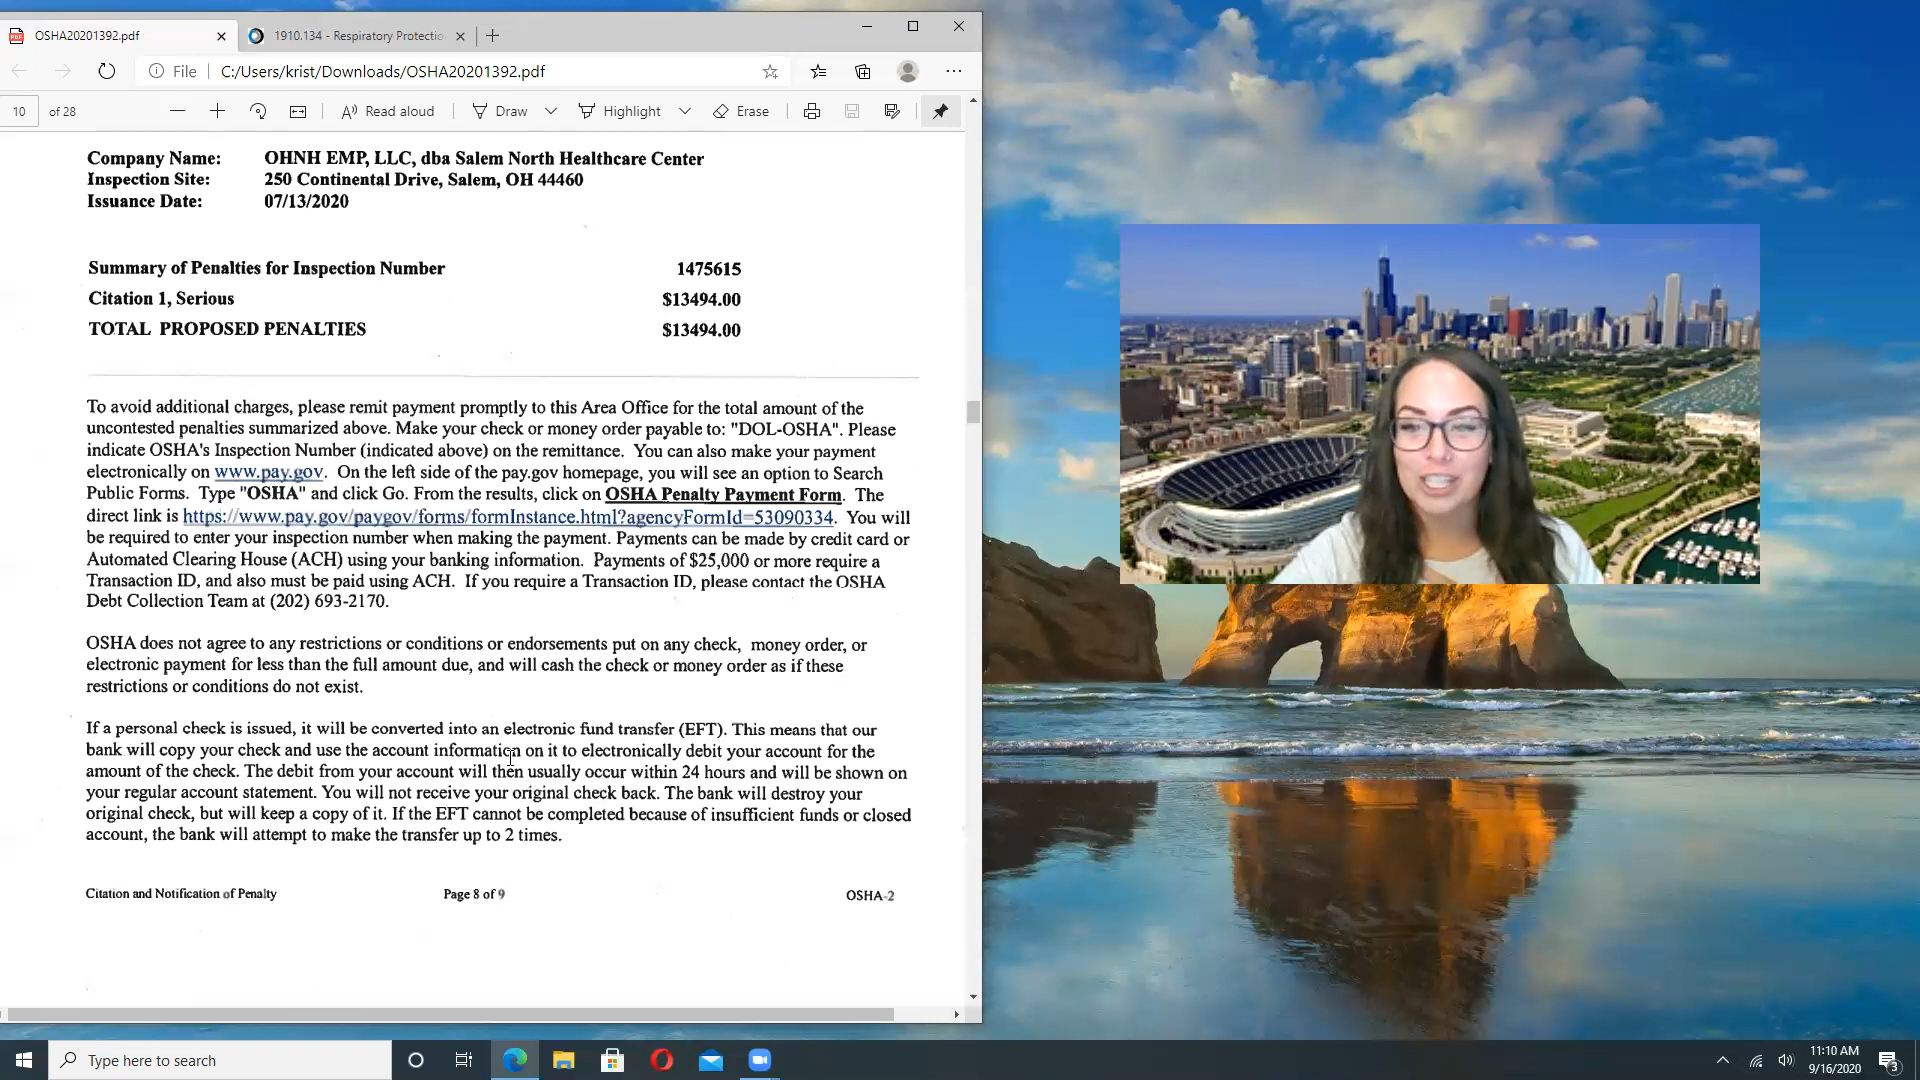 OSHA20201392.pdf
1910.134 - Respiratory Protectio
File
C:/Users/krist/Downloads/OSHA20201392.pdf
10 of 28
Read aloud
Draw
Highlight
Erase
Company Name: OHNH EMP, LLC, dba Salem North Healthcare Center
Inspection Site: 250 Continental Drive, Salem, OH 44460
Issuance Date: 07/13/2020
Summary of Penalties for Inspection Number 1475615
Citation 1, Serious $13494.00
TOTAL PROPOSED PENALTIES $13494.00
To avoid additional charges, please remit payment promptly to this Area Office for the total amount of the
uncontested penalties summarized above. Make your check or money order payable to: "DOL-OSHA". Please
indicate OSHA's Inspection Number (indicated above) on the remittance. You can also make your payment
electronically on www.pay.gov. On the left side of the pay.gov homepage, you will see an option to Search
Public Forms. Type "OSHA" and click Go. From the results, click on OSHA Penalty Payment Form. The
direct link is https://www.pay.gov/paygov/forms/formInstance.html?agencyFormId=53090334. You will
be required to enter your inspection number when making the payment. Payments can be made by credit card or
Automated Clearing House (ACH) using your banking information. Payments of $25,000 or more require a
Transaction ID, and also must be paid using ACH. If you require a Transaction ID, please contact the OSHA
Debt Collection Team at (202) 693-2170.
OSHA does not agree to any restrictions or conditions or endorsements put on any check, money order, or
electronic payment for less than the full amount due, and will cash the check or money order as if these
restrictions or conditions do not exist.
If a personal check is issued, it will be converted into an electronic fund transfer (EFT). This means that our
bank will copy your check and use the account information on it to electronically debit your account for the
amount of the check. The debit from your account will then usually occur within 24 hours and will be shown on
your regular account statement. You will not receive your original check back. The bank will destroy your
original check, but will keep a copy of it. If the EFT cannot be completed because of insufficient funds or closed
account, the bank will attempt to make the transfer up to 2 times.
Citation and Notification of Penalty Page 8 of 9 OSHA-2
Type here to search
11:10 AM
9/16/2020
3